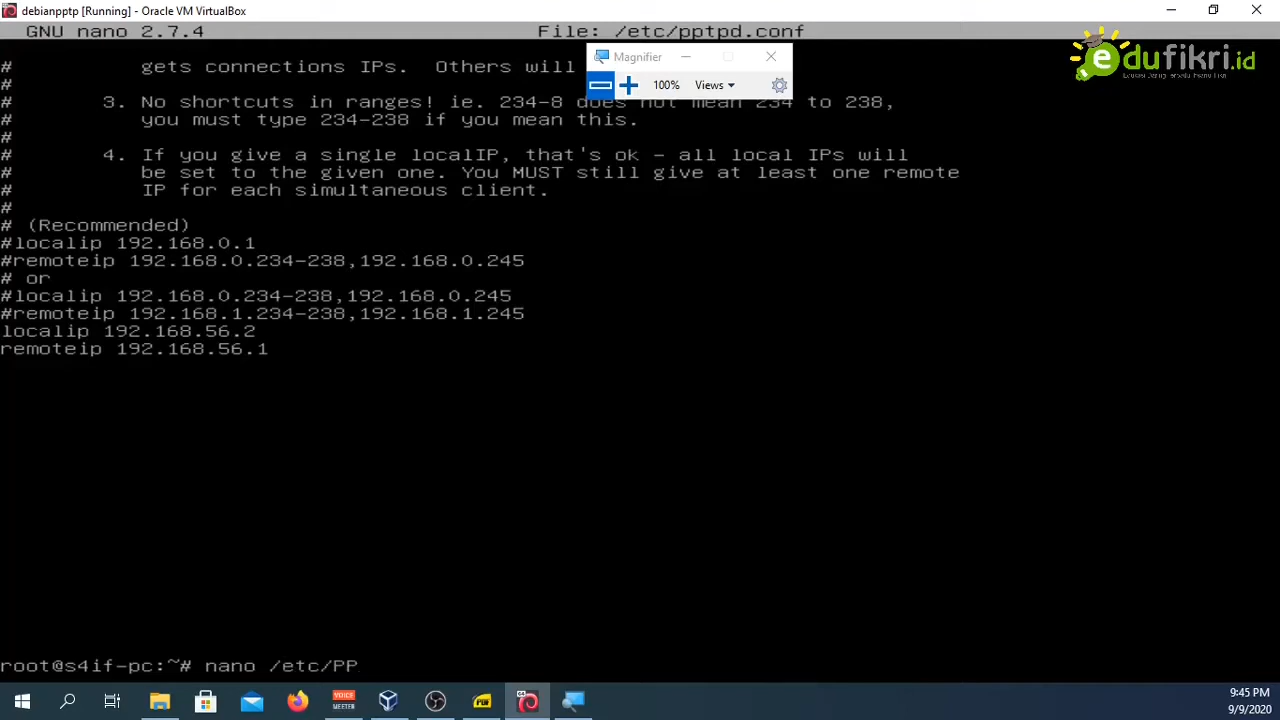 debianpptp [Running] - Oracle VM VirtualBox
GNU nano 2.7.4 File: /etc/pptpd.conf
Magnifier
100% Views
edufikri.id
# gets connections IPs. Others will
#
# 3. No shortcuts in ranges! ie. 234-8 does not mean 234 to 238,
# you must type 234-238 if you mean this.
#
# 4. If you give a single localIP, that's ok - all local IPs will
# be set to the given one. You MUST still give at least one remote
# IP for each simultaneous client.
#
# (Recommended)
#localip 192.168.0.1
#remoteip 192.168.0.234-238,192.168.0.245
# or
#localip 192.168.0.234-238,192.168.0.245
#remoteip 192.168.1.234-238,192.168.1.245
localip 192.168.56.2
remoteip 192.168.56.1
root@s4if-pc:~# nano /etc/PP
VOICE
MEETER
9:45 PM
9/9/2020